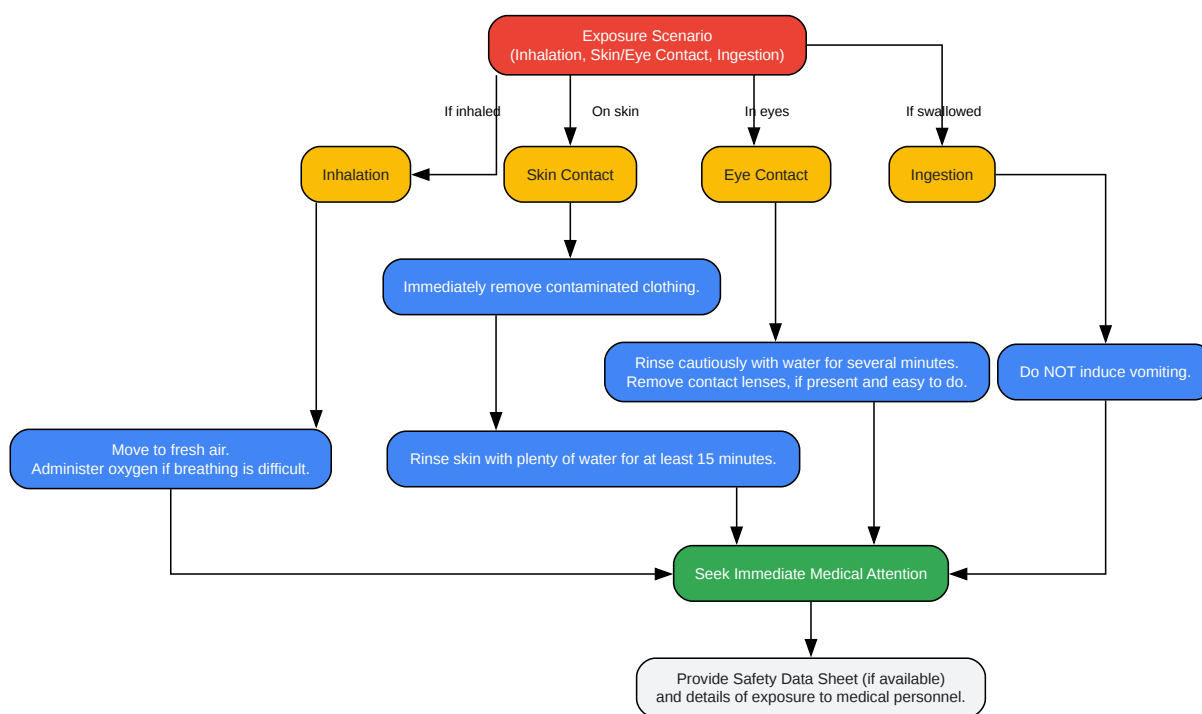 Exposure Scenario
(Inhalation, Skin/Eye Contact, Ingestion)
If inhaled
On skin
In eyes
If swallowed
Inhalation
Skin Contact
Eye Contact
Ingestion
Immediately remove contaminated clothing.
Rinse cautiously with water for several minutes.
Remove contact lenses, if present and easy to do.
Do NOT induce vomiting.
Move to fresh air.
Administer oxygen if breathing is difficult.
Rinse skin with plenty of water for at least 15 minutes.
Seek Immediate Medical Attention
Provide Safety Data Sheet (if available)
and details of exposure to medical personnel.